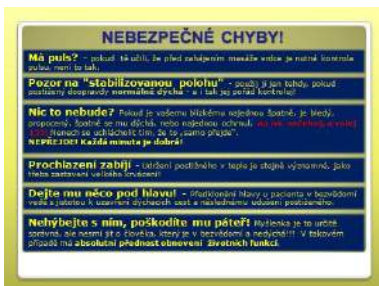 NEBEZPEČNÉ CHYBY!
Má puls? - pokud tě učili, že před zahájením masáže srdce je nutná kontrola
pulsu, není to tak.
Pozor na "stabilizovanou polohu" - použij ji jen tehdy, pokud
postižený doopravdy normálně dýchá - a i tak jej pořád kontroluj!
Nic to nebude? Pokud je vašemu blízkému najednou špatně, je bledý,
propocený, špatně se mu dýchá, nebo najednou ochrnul,
155! Nenech se uchlácholit tím, že to „samo přejde".
NEPŘEJDE! Každá minuta je dobrá!
Prochlazení zabíjí - Udržení postiženého v teple je stejně významné, jako
třeba zastavení velkého krvácení!
Dejte mu něco pod hlavu! - Předklonění hlavy u pacienta v bezvědomí
vede s jistotou k uzavření dýchacích cest a následnému udušení postiženého.
Nehýbejte s ním, poškodíte mu páteř! Myšlenka je to určitě
správná, ale nesmí jít o člověka, který je v bezvědomí a nedýchá!!! V takovém
případě má absolutní přednost obnovení životních funkcí.